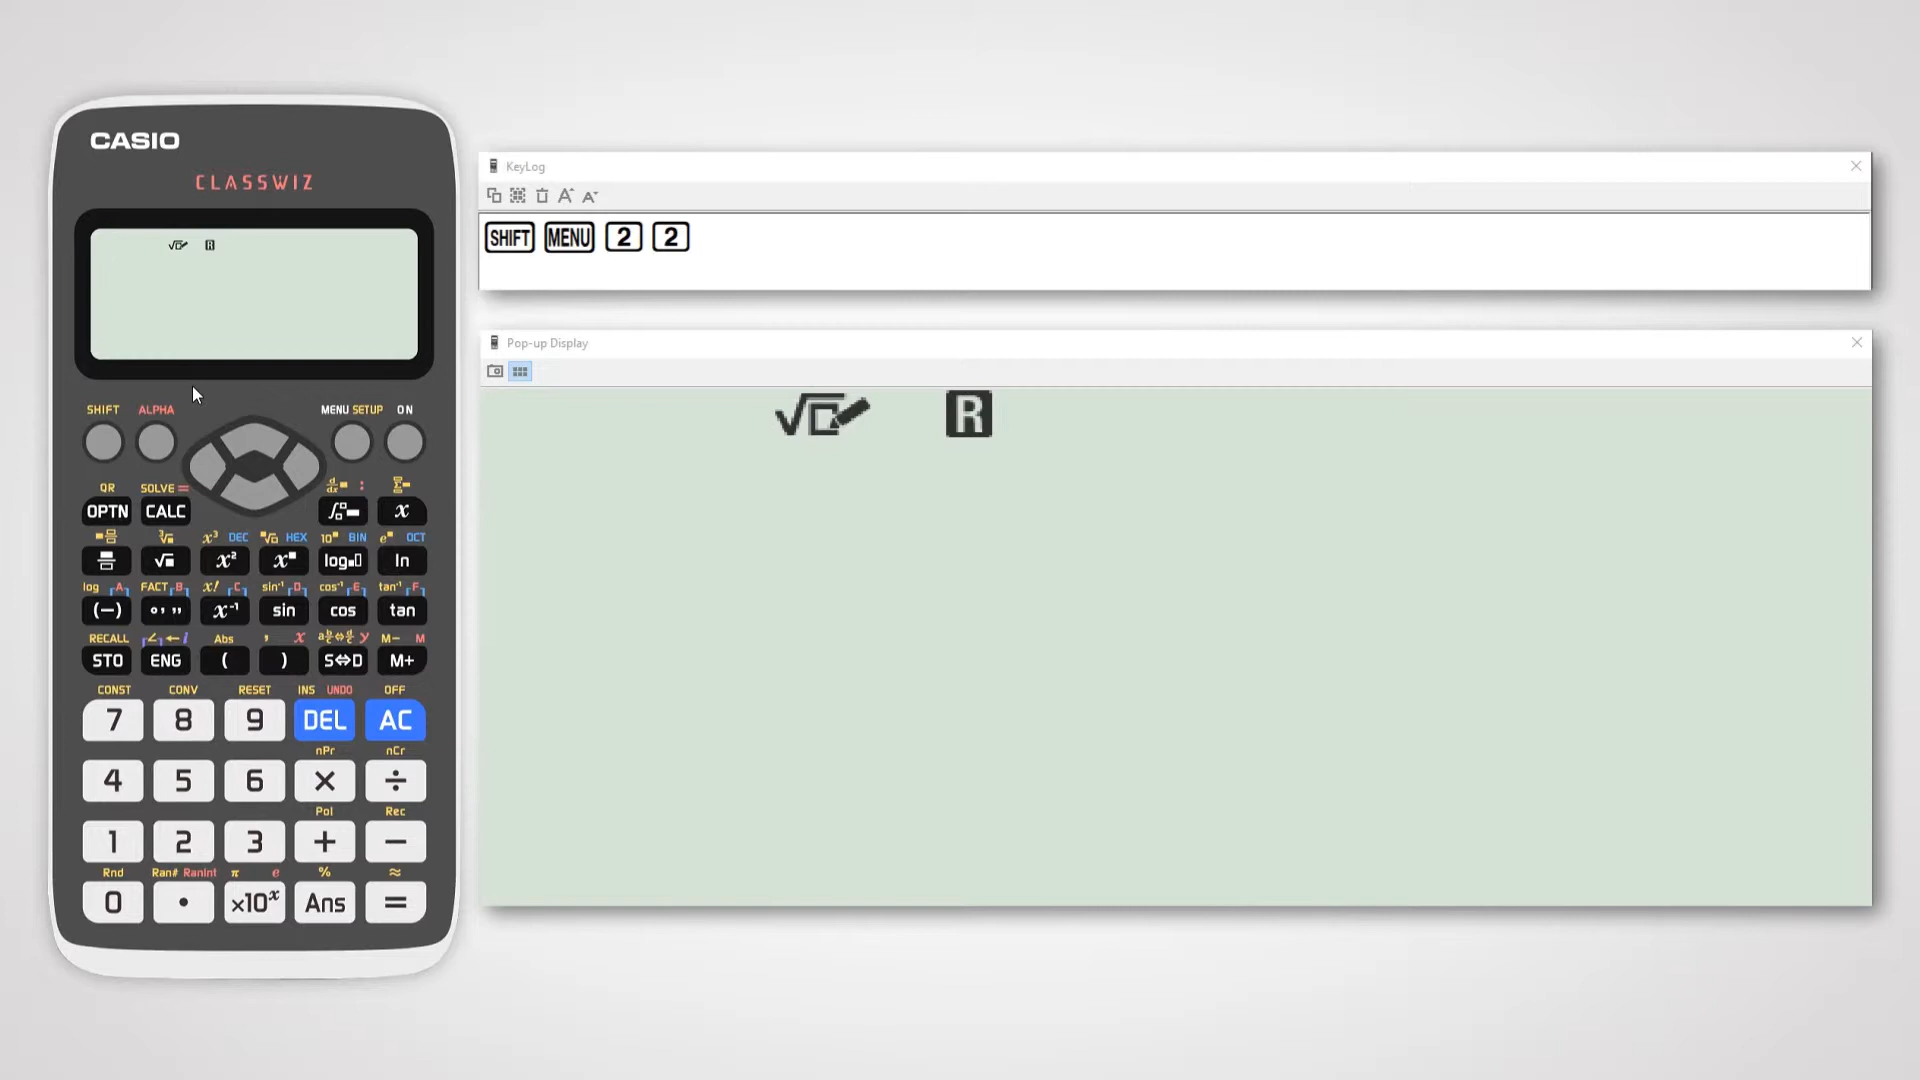 CASIO
CLASSWIZ
√□ R
SHIFT ALPHA MENU SETUP ON
QR SOLVE = d/dx■ : Σ■
OPTN CALC ∫■ x
■■/■ ³√■ x³ DEC ■√□ HEX 10■ BIN e■ OCT
■/■ √■ x² x■ log■□ ln
log A FACT B x! C sin⁻¹ D cos⁻¹ E tan⁻¹ F
(−) °’” x⁻¹ sin cos tan
RECALL ∠ ← i Abs , x a b/c⇔d/c y M− M
STO ENG ( ) S⇔D M+
CONST CONV RESET INS UNDO OFF
7 8 9 DEL AC
nPr nCr
4 5 6 × ÷
Pol Rec
1 2 3 + −
Rnd Ran# RanInt π e % ≈
0 • ×10ˣ Ans =
KeyLog
A A
SHIFT MENU 2 2
Pop-up Display
√□ R